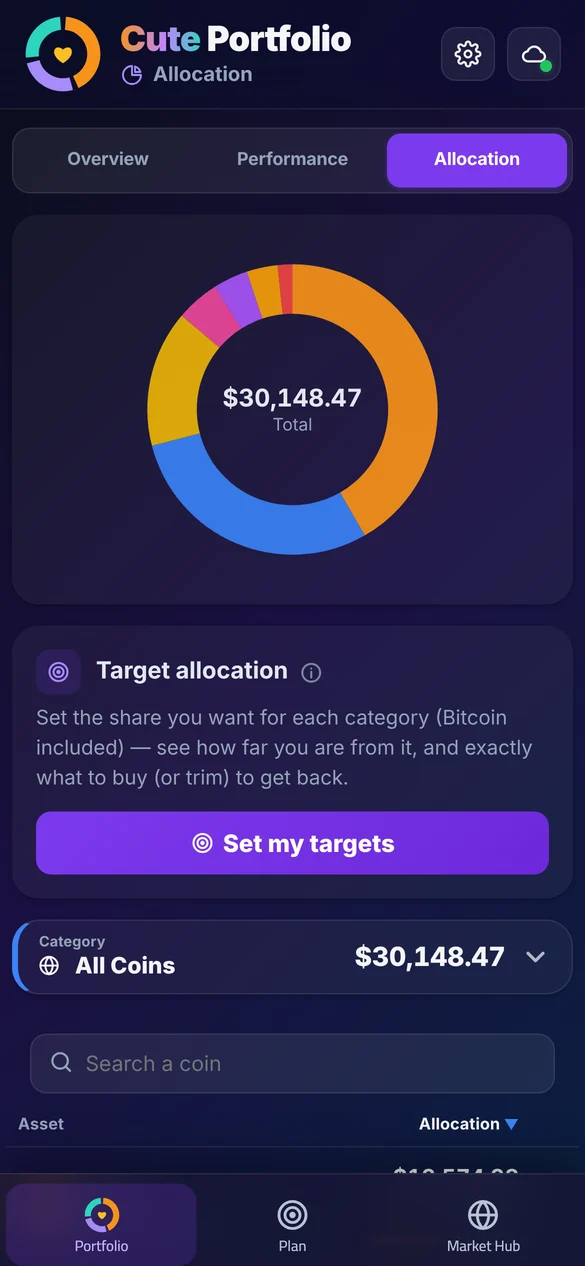 Cute Portfolio
Allocation
Overview
Performance
Allocation
$30,148.47
Total
Target allocation
Set the share you want for each category (Bitcoin
included) — see how far you are from it, and exactly
what to buy (or trim) to get back.
Set my targets
Category
All Coins
$30,148.47
Search a coin
Asset
Allocation ▼
Portfolio
Plan
Market Hub